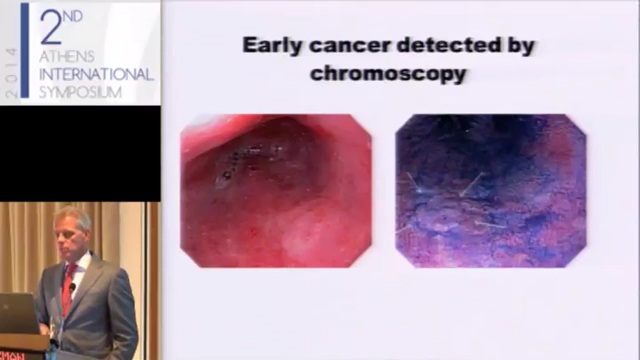 2014
2ND
ATHENS
INTERNATIONAL
SYMPOSIUM
Early cancer detected by
chromoscopy